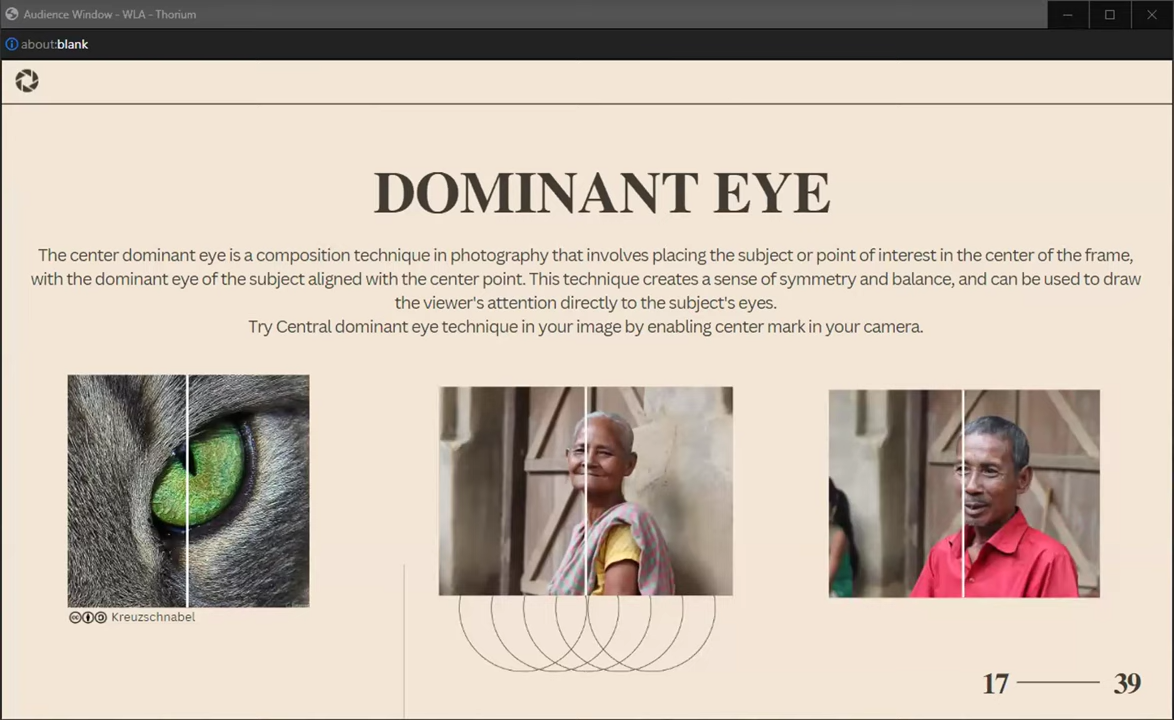 Audience Window - WLA - Thorium
about:blank
DOMINANT EYE
The center dominant eye is a composition technique in photography that involves placing the subject or point of interest in the center of the frame,
with the dominant eye of the subject aligned with the center point. This technique creates a sense of symmetry and balance, and can be used to draw
the viewer's attention directly to the subject's eyes.
Try Central dominant eye technique in your image by enabling center mark in your camera.
Kreuzschnabel
17 39